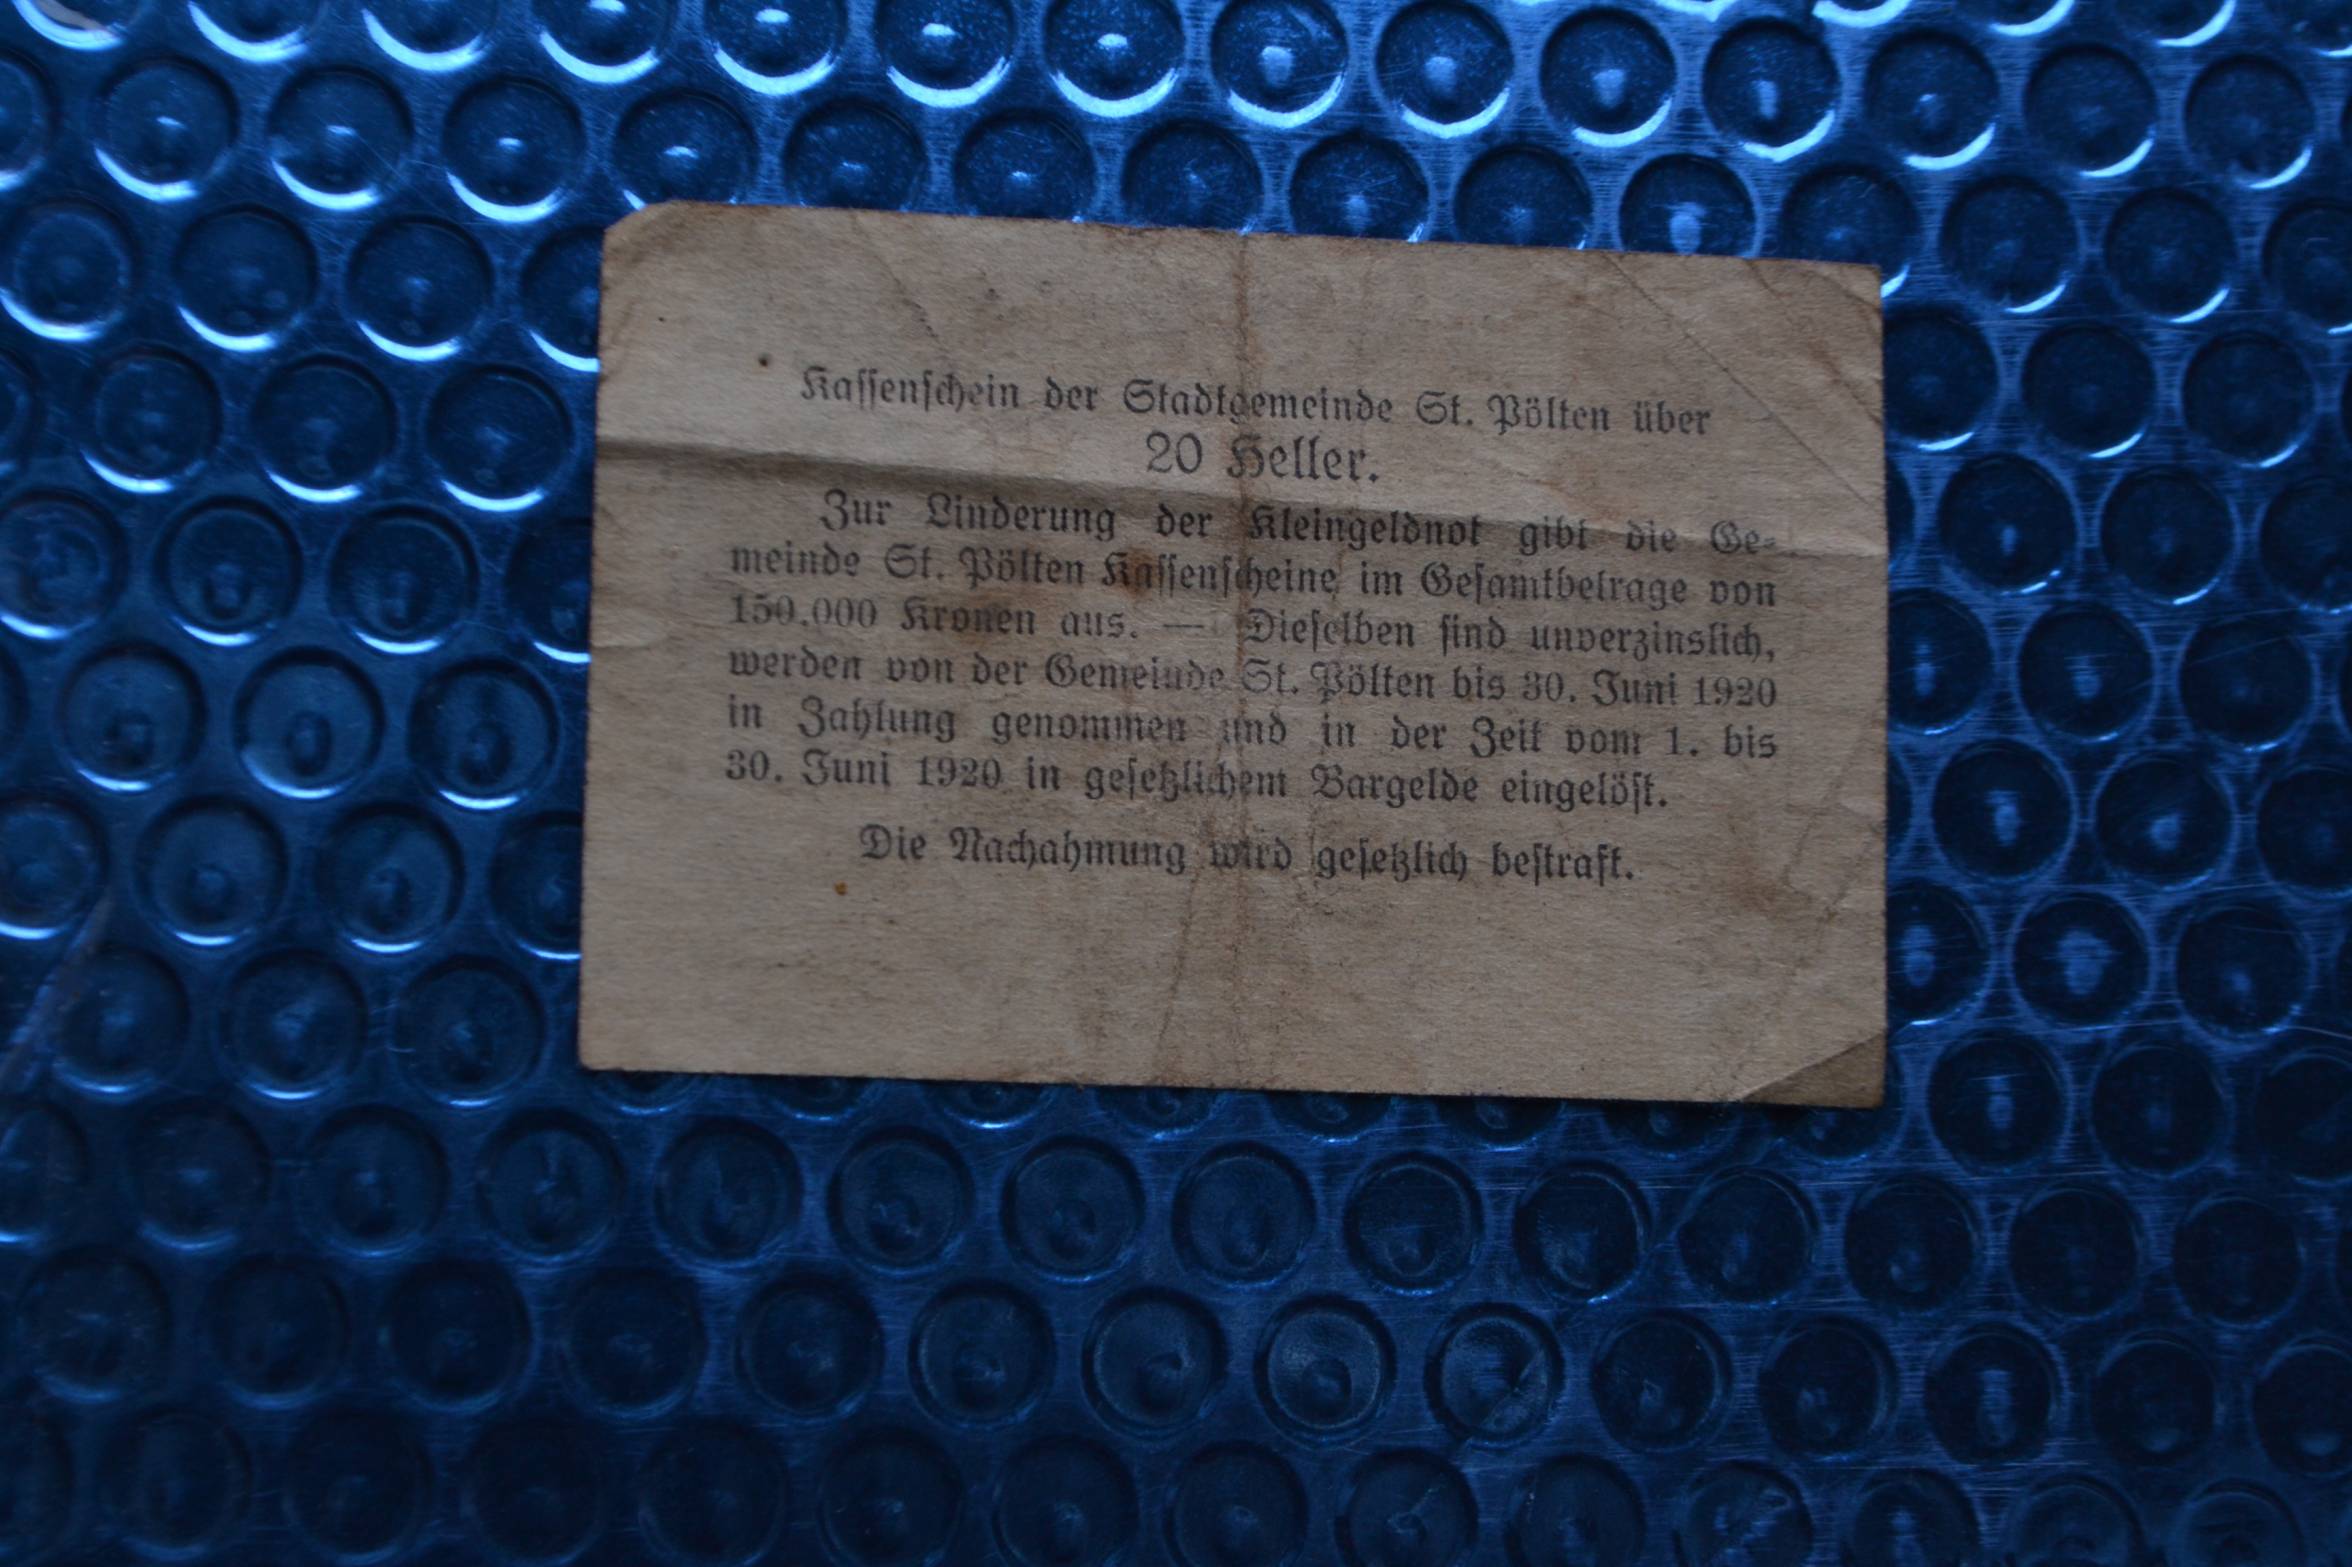 Kassenschein der Stadtgemeinde St. Pölten über
20 Heller.
Zur Linderung der Kleingeldnot gibt die Ge-
meinde St. Pölten Kassenscheine im Gesamtbetrage von
150.000 Kronen aus. — Dieselben sind unverzinslich,
werden von der Gemeinde St. Pölten bis 30. Juni 1920
in Zahlung genommen und in der Zeit vom 1. bis
30. Juni 1920 in gesetzlichem Bargelde eingelöst.
Die Nachahmung wird gesetzlich bestraft.